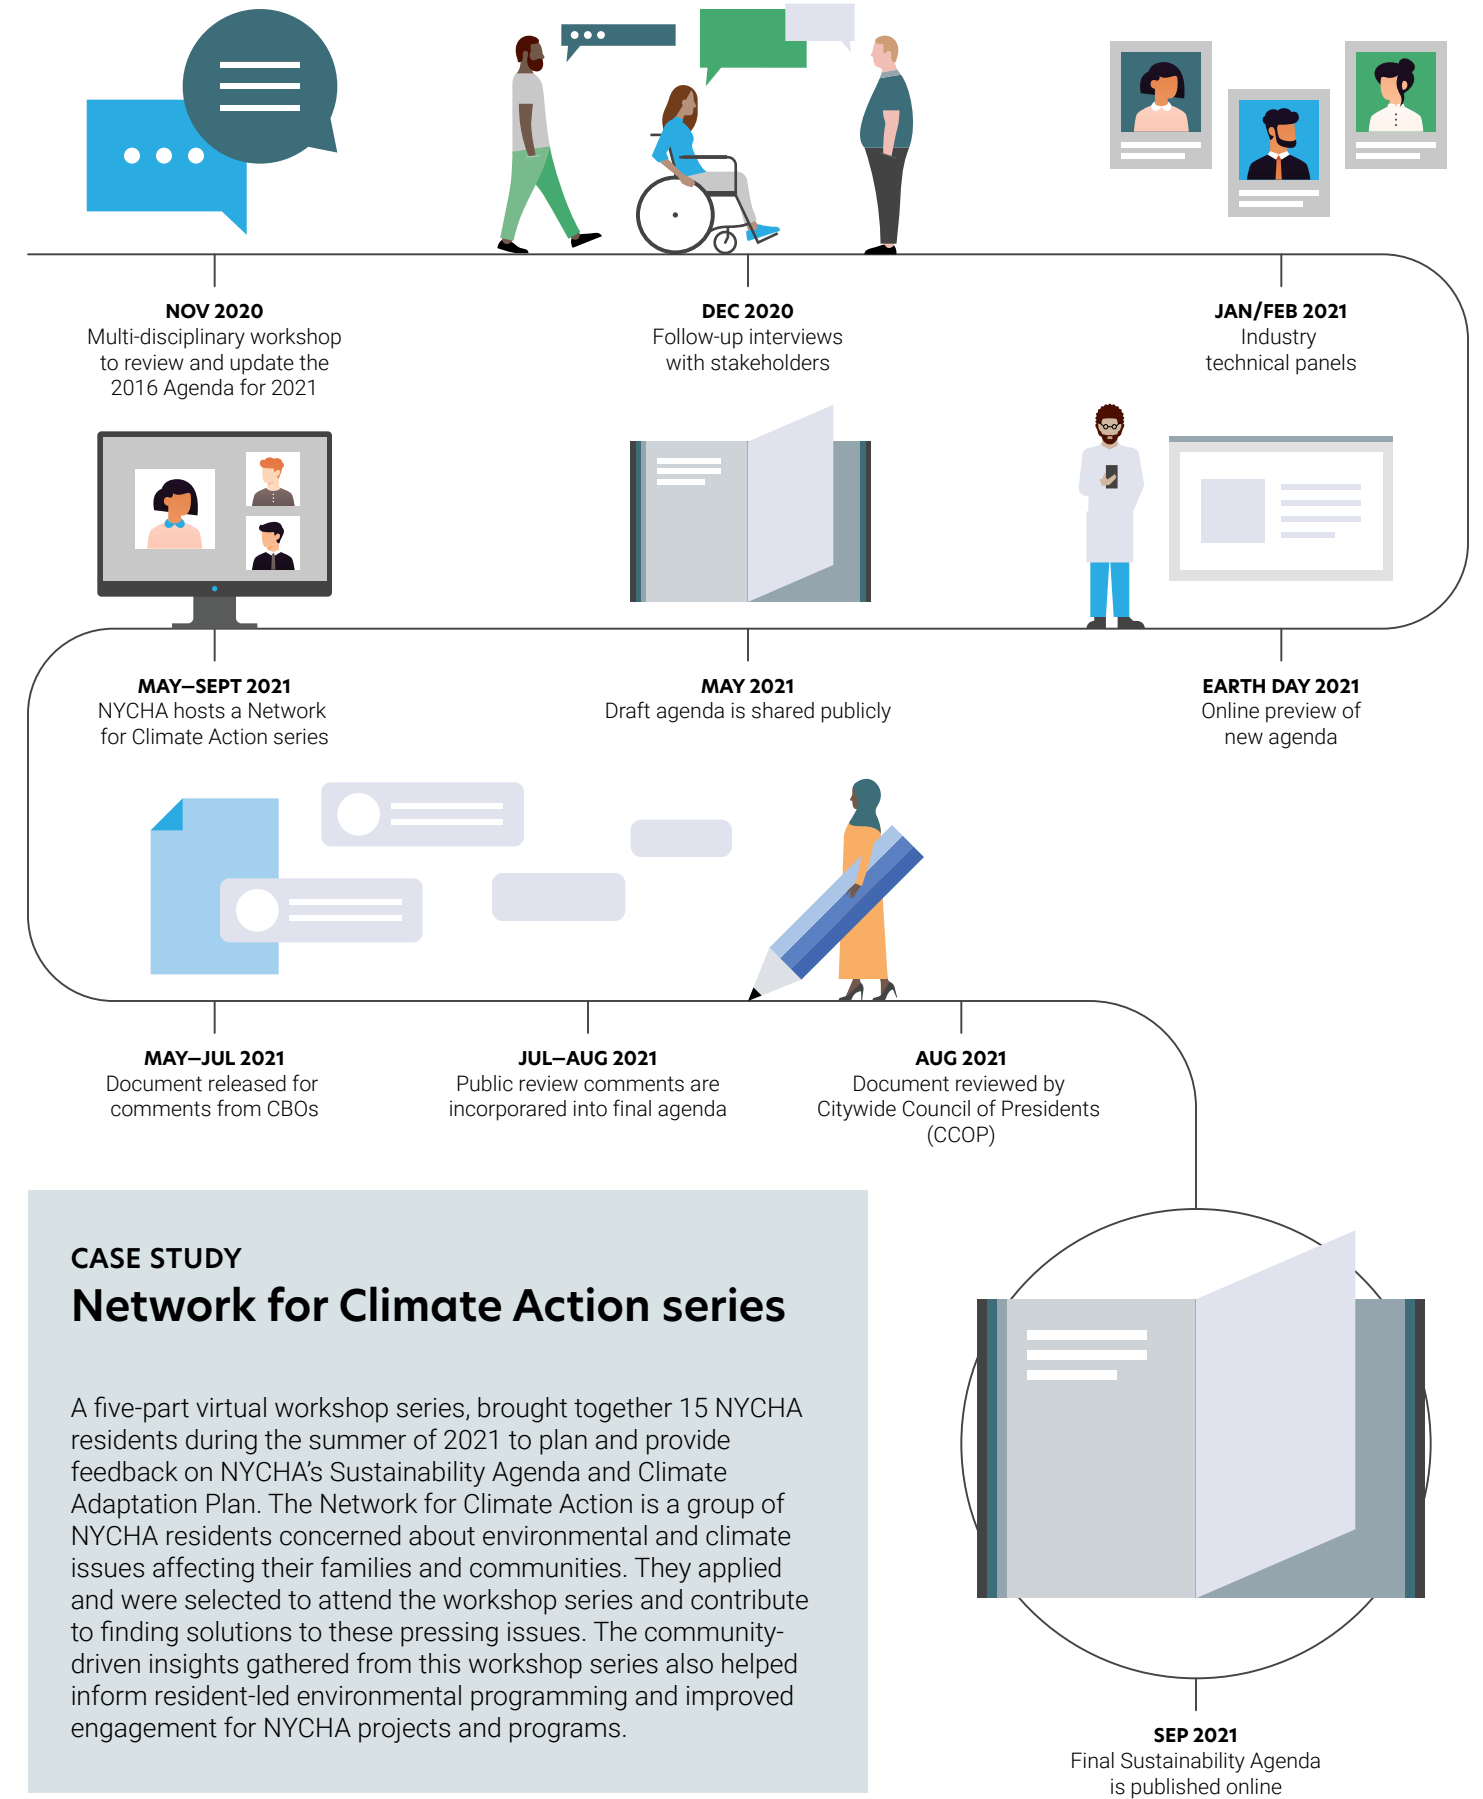 NOV 2020
Multi-disciplinary workshop
to review and update the
2016 Agenda for 2021
DEC 2020
Follow-up interviews
with stakeholders
JAN/FEB 2021
Industry
technical panels
EARTH DAY 2021
Online preview of
new agenda
MAY 2021
Draft agenda is shared publicly
MAY—SEPT 2021
NYCHA hosts a Network
for Climate Action series
MAY—JUL 2021
Document released for
comments from CBOs
JUL—AUG 2021
Public review comments are
incorporared into final agenda
AUG 2021
Document reviewed by
Citywide Council of Presidents
(CCOP)
SEP 2021
Final Sustainability Agenda
is published online
CASE STUDY
Network for Climate Action series
A five-part virtual workshop series, brought together 15 NYCHA
residents during the summer of 2021 to plan and provide
feedback on NYCHA’s Sustainability Agenda and Climate
Adaptation Plan. The Network for Climate Action is a group of
NYCHA residents concerned about environmental and climate
issues affecting their families and communities. They applied
and were selected to attend the workshop series and contribute
to finding solutions to these pressing issues. The community-
driven insights gathered from this workshop series also helped
inform resident-led environmental programming and improved
engagement for NYCHA projects and programs.